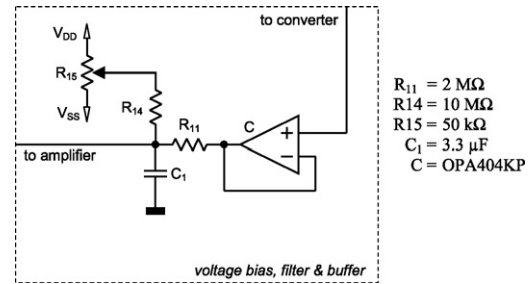 to converter
V_DD
R_15
V_SS
R_14
R_11
C
+
−
to amplifier
C_1
voltage bias, filter & buffer
R_11 = 2 MΩ
R14 = 10 MΩ
R15 = 50 kΩ
C_1 = 3.3 µF
C = OPA404KP